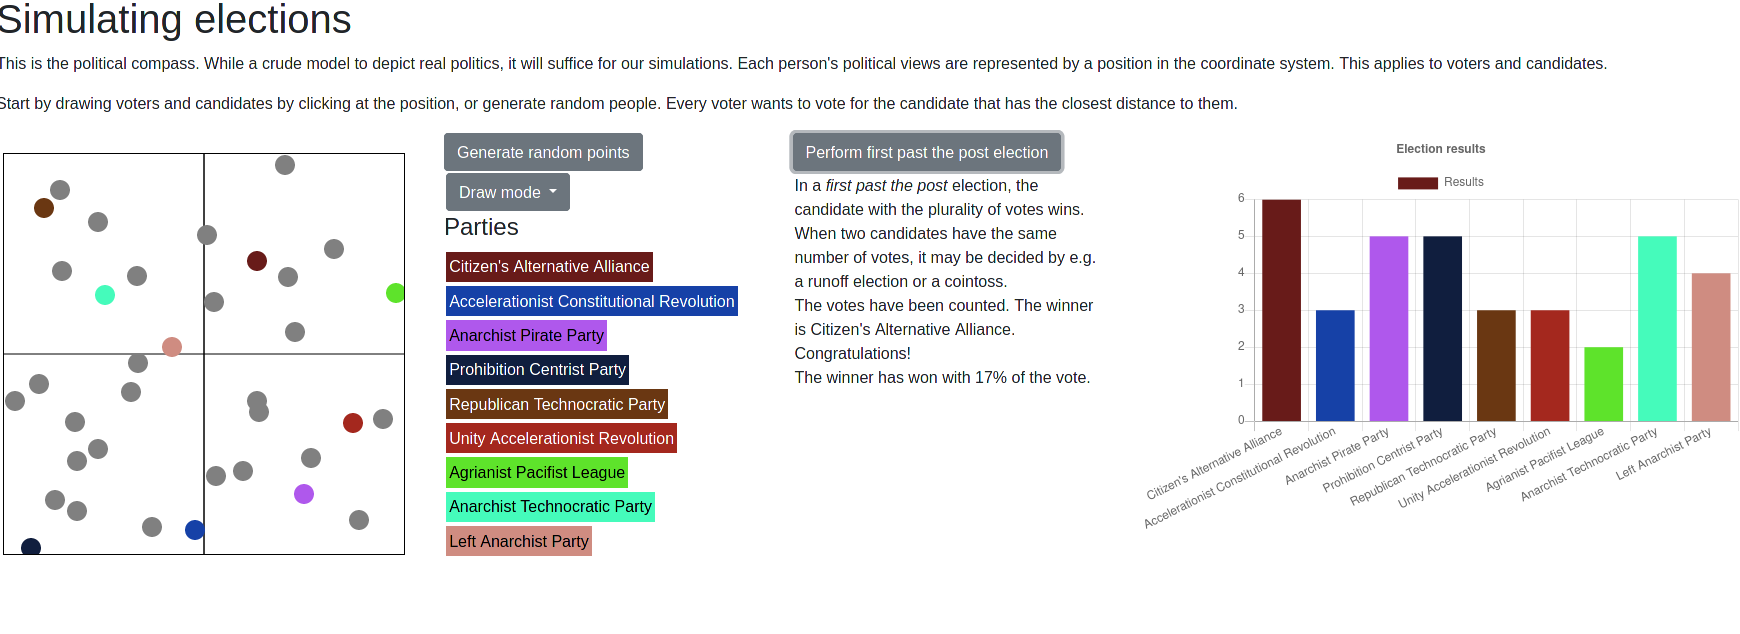 Simulating elections
This is the political compass. While a crude model to depict real politics, it will suffice for our simulations. Each person's political views are represented by a position in the coordinate system. This applies to voters and candidates.
Start by drawing voters and candidates by clicking at the position, or generate random people. Every voter wants to vote for the candidate that has the closest distance to them.
Generate random points
Draw mode
Parties
Citizen's Alternative Alliance
Accelerationist Constitutional Revolution
Anarchist Pirate Party
Prohibition Centrist Party
Republican Technocratic Party
Unity Accelerationist Revolution
Agrianist Pacifist League
Anarchist Technocratic Party
Left Anarchist Party
Perform first past the post election
In a first past the post election, the
candidate with the plurality of votes wins.
When two candidates have the same
number of votes, it may be decided by e.g.
a runoff election or a cointoss.
The votes have been counted. The winner
is Citizen's Alternative Alliance.
Congratulations!
The winner has won with 17% of the vote.
Election results
Results
6
5
4
3
2
1
0
Citizen's Alternative Alliance
Accelerationist Constitutional Revolution
Anarchist Pirate Party
Prohibition Centrist Party
Republican Technocratic Party
Unity Accelerationist Revolution
Agrianist Pacifist League
Anarchist Technocratic Party
Left Anarchist Party